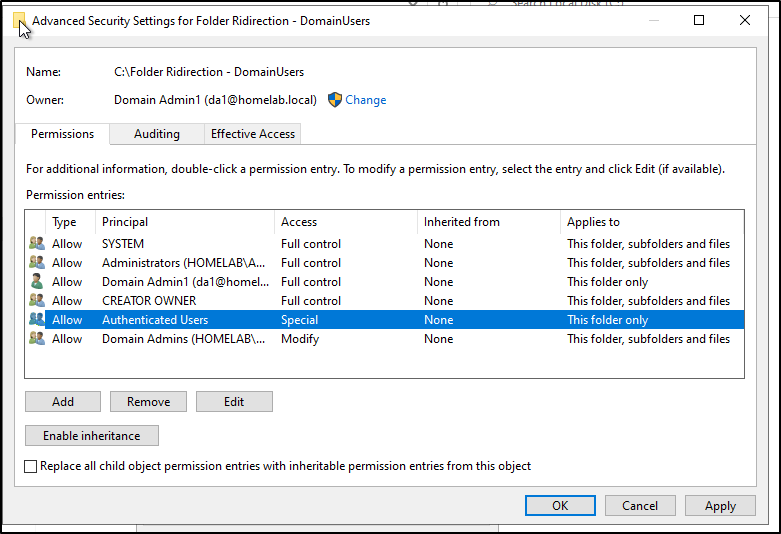 Search Local Disk (C:)
Advanced Security Settings for Folder Ridirection - DomainUsers
Name: C:\Folder Ridirection - DomainUsers
Owner: Domain Admin1 (da1@homelab.local) Change
Permissions Auditing Effective Access
For additional information, double-click a permission entry. To modify a permission entry, select the entry and click Edit (if available).
Permission entries:
Type Principal Access Inherited from Applies to
Allow SYSTEM Full control None This folder, subfolders and files
Allow Administrators (HOMELAB\A... Full control None This folder, subfolders and files
Allow Domain Admin1 (da1@homel... Full control None This folder only
Allow CREATOR OWNER Full control None This folder, subfolders and files
Allow Authenticated Users Special None This folder only
Allow Domain Admins (HOMELAB\... Modify None This folder, subfolders and files
Add Remove Edit
Enable inheritance
Replace all child object permission entries with inheritable permission entries from this object
OK Cancel Apply